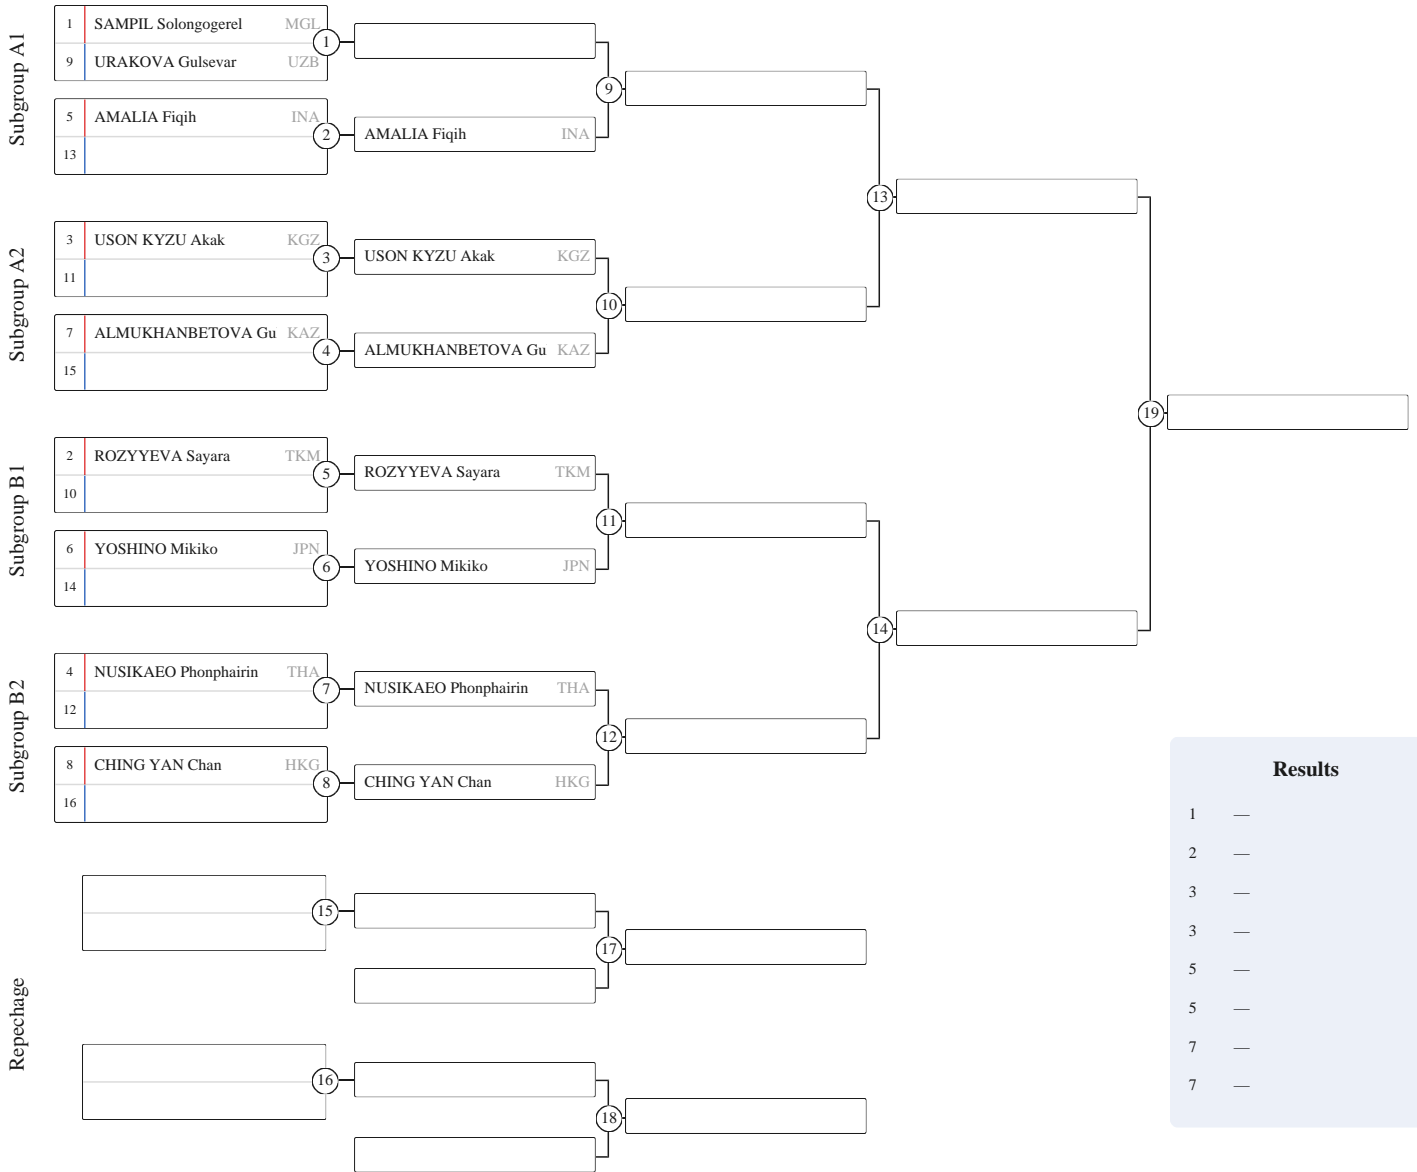 Subgroup A1
1 SAMPIL Solongogerel MGL
9 URAKOVA Gulsevar UZB
1
5 AMALIA Fiqih INA
13
2
AMALIA Fiqih INA
9
Subgroup A2
3 USON KYZU Akak KGZ
11
3
USON KYZU Akak KGZ
7 ALMUKHANBETOVA Gu KAZ
15
4
ALMUKHANBETOVA Gu KAZ
10
13
Subgroup B1
2 ROZYYEVA Sayara TKM
10
5
ROZYYEVA Sayara TKM
6 YOSHINO Mikiko JPN
14
6
YOSHINO Mikiko JPN
11
Subgroup B2
4 NUSIKAEO Phonphairin THA
12
7
NUSIKAEO Phonphairin THA
8 CHING YAN Chan HKG
16
8
CHING YAN Chan HKG
12
14
19
Repechage
15
17
16
18
Results
1 —
2 —
3 —
3 —
5 —
5 —
7 —
7 —